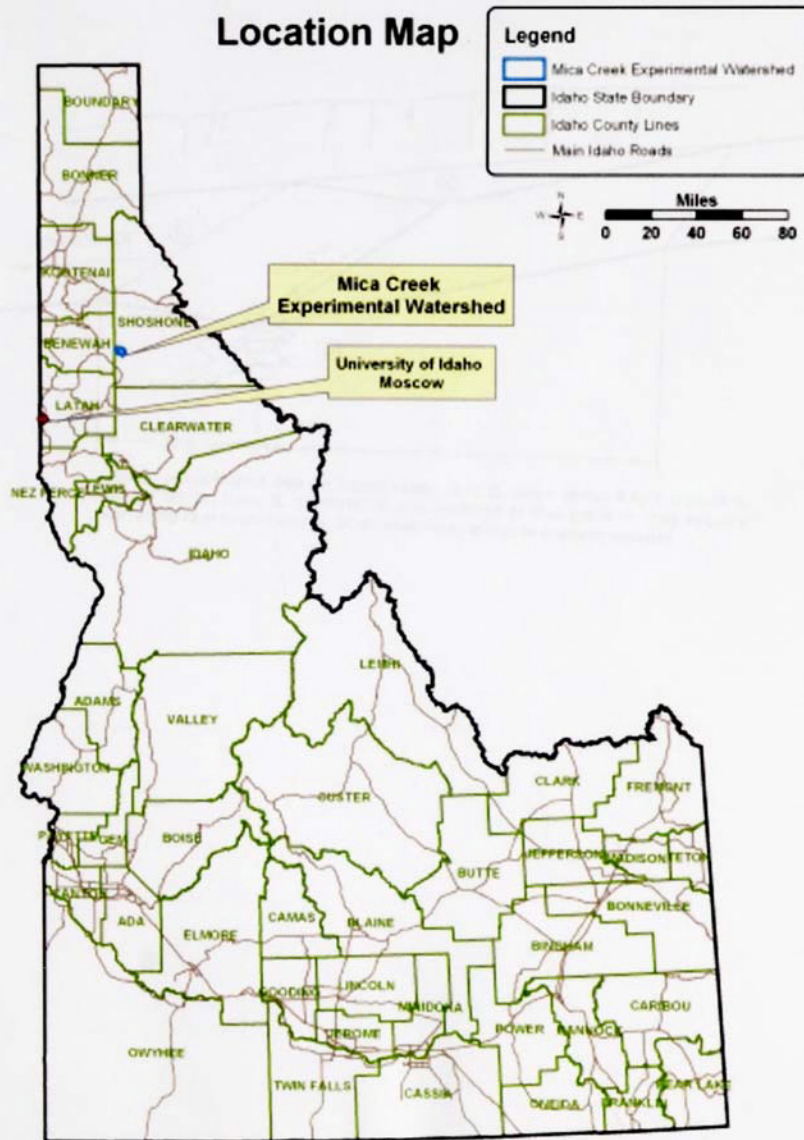 Location Map
Legend
Mica Creek Experimental Watershed
Idaho State Boundary
Idaho County Lines
Main Idaho Roads
N
W E
S
Miles
0 20 40 60 80
BOUNDARY
BONNER
KOOTENAI
Mica Creek
Experimental Watershed
SHOSHONE
BENEWAH
University of Idaho
Moscow
LATAH
CLEARWATER
NEZ PERCE
LEWIS
IDAHO
LEMHI
ADAMS
VALLEY
WASHINGTON
CUSTER
CLARK
FREMONT
PAYETTE
GEM
BOISE
BUTTE
JEFFERSON
MADISON
TETON
CANYON
ADA
ELMORE
CAMAS
BLAINE
BONNEVILLE
BINGHAM
GOODING
LINCOLN
MINIDOKA
CARIBOU
JEROME
POWER
BANNOCK
OWYHEE
TWIN FALLS
CASSIA
ONEIDA
FRANKLIN
BEAR LAKE